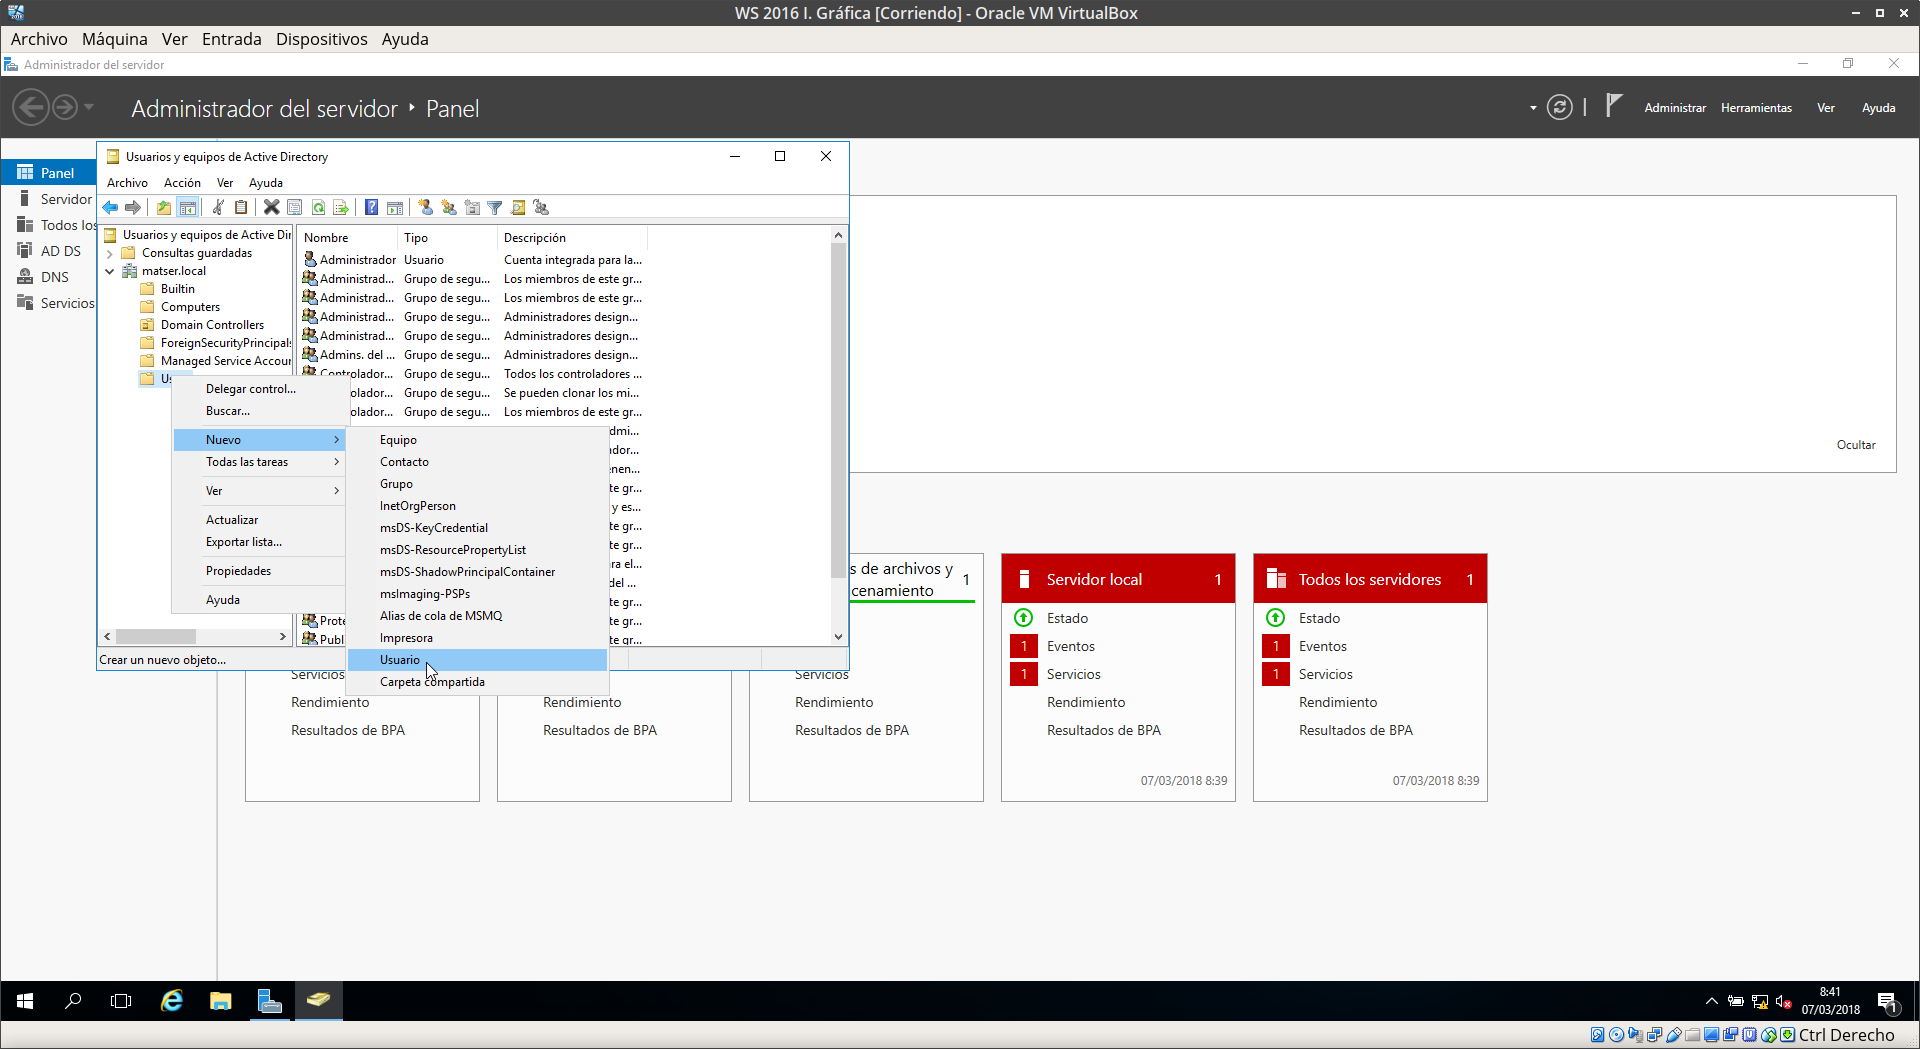 WS 2016 I. Gráfica [Corriendo] - Oracle VM VirtualBox
Archivo Máquina Ver Entrada Dispositivos Ayuda
Administrador del servidor
Administrador del servidor ‣ Panel
Administrar Herramientas Ver Ayuda
Panel
Servidor
Todos los
AD DS
DNS
Servicios
Usuarios y equipos de Active Directory
Archivo Acción Ver Ayuda
Usuarios y equipos de Active Dir
Consultas guardadas
matser.local
Builtin
Computers
Domain Controllers
ForeignSecurityPrincipals
Managed Service Accoun
Us
Nombre Tipo Descripción
Administrador Usuario Cuenta integrada para la...
Administrad... Grupo de segu... Los miembros de este gr...
Administrad... Grupo de segu... Los miembros de este gr...
Administrad... Grupo de segu... Administradores design...
Administrad... Grupo de segu... Administradores design...
Admins. del ... Grupo de segu... Administradores design...
Controlador... Grupo de segu... Todos los controladores ...
olador... Grupo de segu... Se pueden clonar los mi...
olador... Grupo de segu... Los miembros de este gr...
dmi...
ador...
enen...
te gr...
y es...
te gr...
te gr...
ra el...
del ...
te gr...
Prote
te gr...
Publ
te gr...
Delegar control...
Buscar...
Nuevo
Todas las tareas
Ver
Actualizar
Exportar lista...
Propiedades
Ayuda
Equipo
Contacto
Grupo
InetOrgPerson
msDS-KeyCredential
msDS-ResourcePropertyList
msDS-ShadowPrincipalContainer
msImaging-PSPs
Alias de cola de MSMQ
Impresora
Usuario
Carpeta compartida
Crear un nuevo objeto...
Ocultar
Servicios
Rendimiento
Resultados de BPA
Rendimiento
Resultados de BPA
s de archivos y 1
cenamiento
Servicios
Rendimiento
Resultados de BPA
Servidor local 1
Estado
1 Eventos
1 Servicios
Rendimiento
Resultados de BPA
07/03/2018 8:39
Todos los servidores 1
Estado
1 Eventos
1 Servicios
Rendimiento
Resultados de BPA
07/03/2018 8:39
8:41
07/03/2018
1
Ctrl Derecho